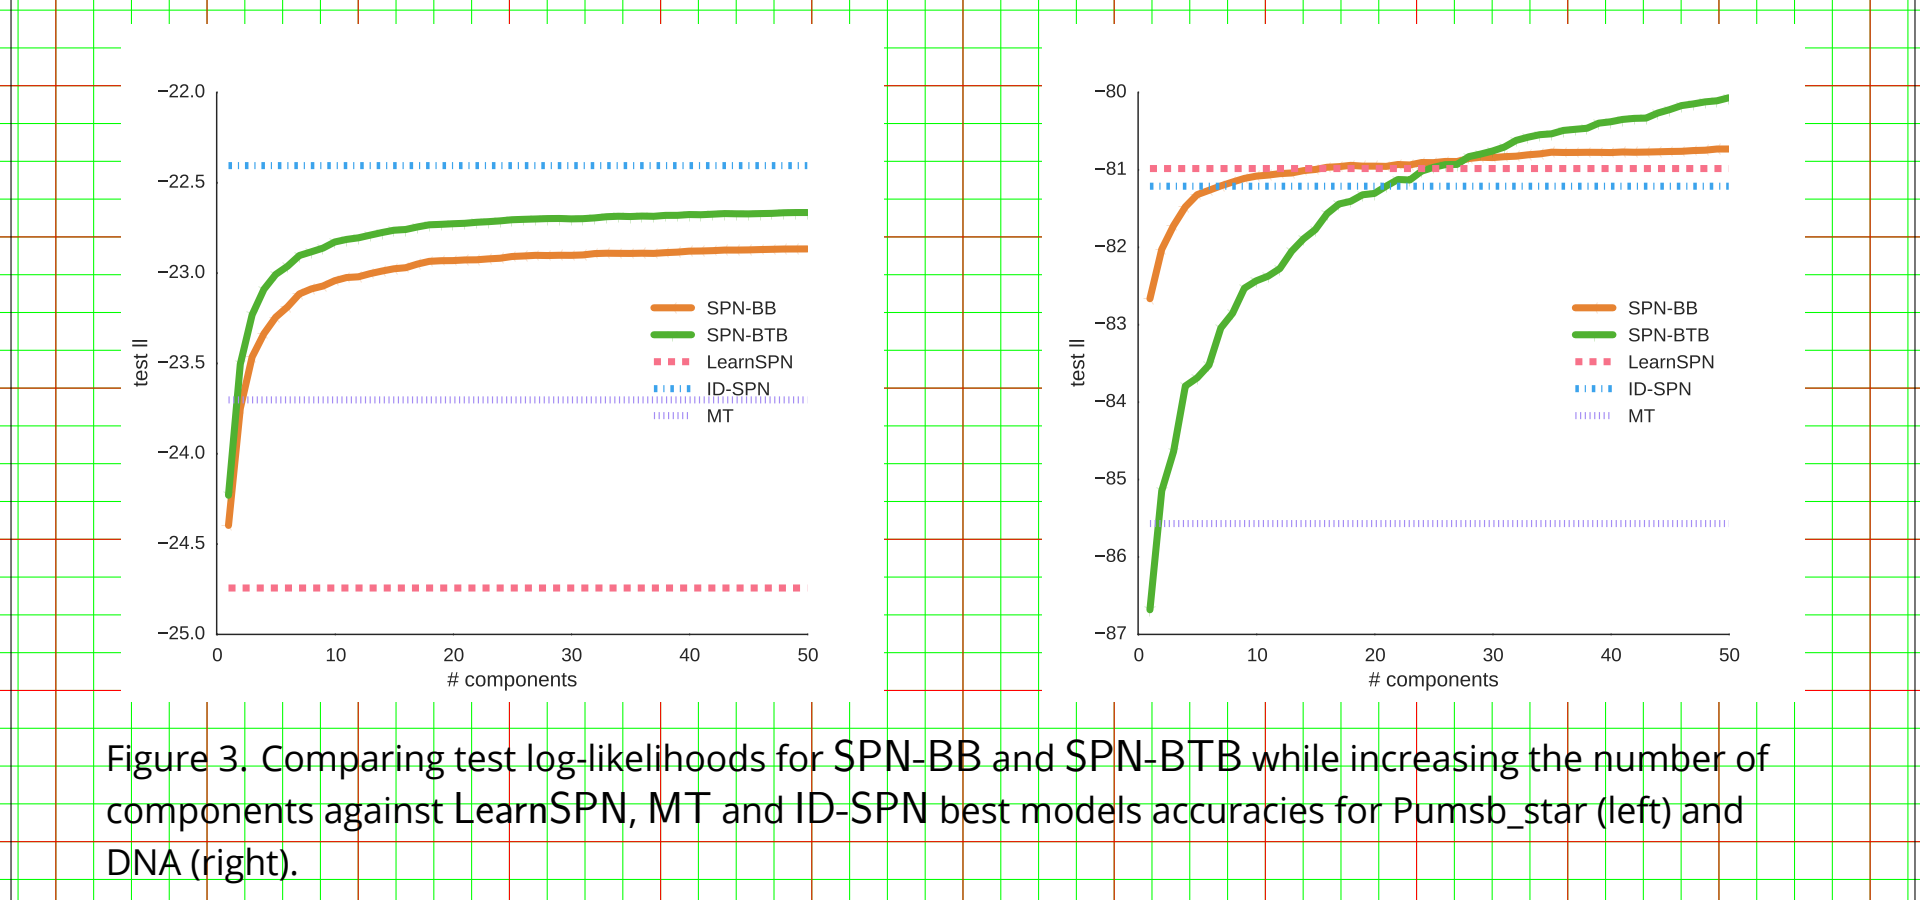 −22.0
−22.5
−23.0
−23.5
−24.0
−24.5
−25.0
test ll
0 10 20 30 40 50
# components
SPN-BB
SPN-BTB
LearnSPN
ID-SPN
MT
−80
−81
−82
−83
−84
−85
−86
−87
test ll
0 10 20 30 40 50
# components
SPN-BB
SPN-BTB
LearnSPN
ID-SPN
MT
Figure 3. Comparing test log-likelihoods for SPN-BB and SPN-BTB while increasing the number of
components against LearnSPN, MT and ID-SPN best models accuracies for Pumsb_star (left) and
DNA (right).